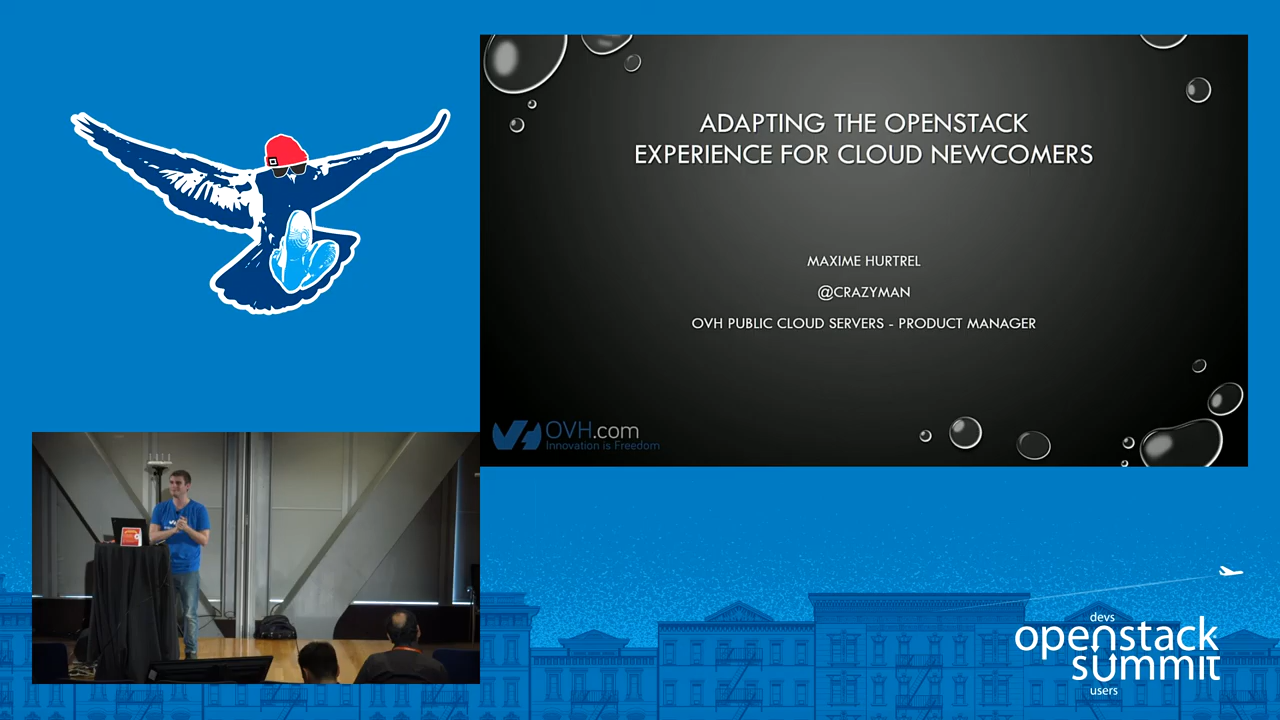 ADAPTING THE OPENSTACK
EXPERIENCE FOR CLOUD NEWCOMERS
MAXIME HURTREL
@CRAZYMAN
OVH PUBLIC CLOUD SERVERS - PRODUCT MANAGER
OVH.com
Innovation is Freedom
devs
openstack
summit
users